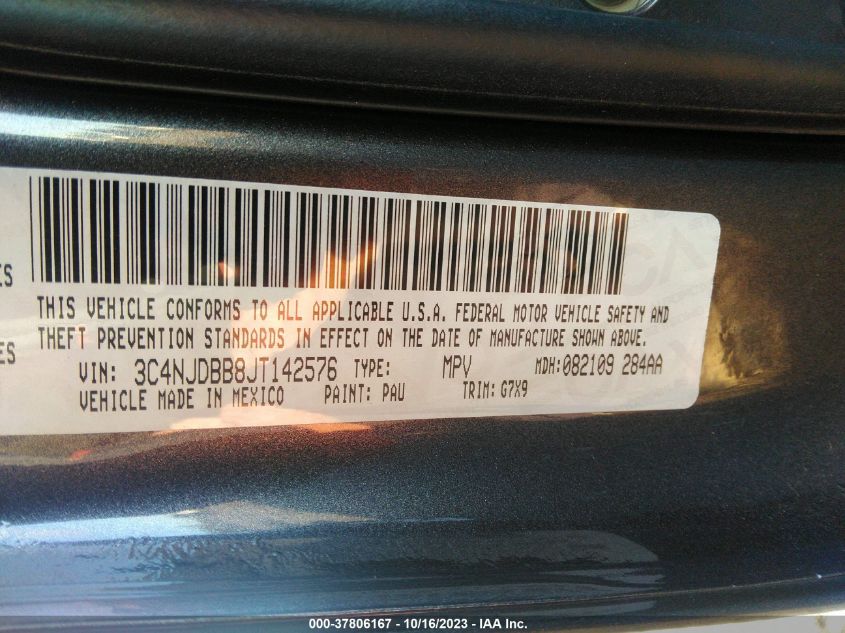 IES
THIS VEHICLE CONFORMS TO ALL APPLICABLE U.S.A. FEDERAL MOTOR VEHICLE SAFETY AND
THEFT PREVENTION STANDARDS IN EFFECT ON THE DATE OF MANUFACTURE SHOWN ABOVE.
ES
VIN: 3C4NJDBB8JT142576 TYPE: MPV MDH:082109 284AA
VEHICLE MADE IN MEXICO PAINT: PAU TRIM: G7X9
000-37806167 - 10/16/2023 - IAA Inc.